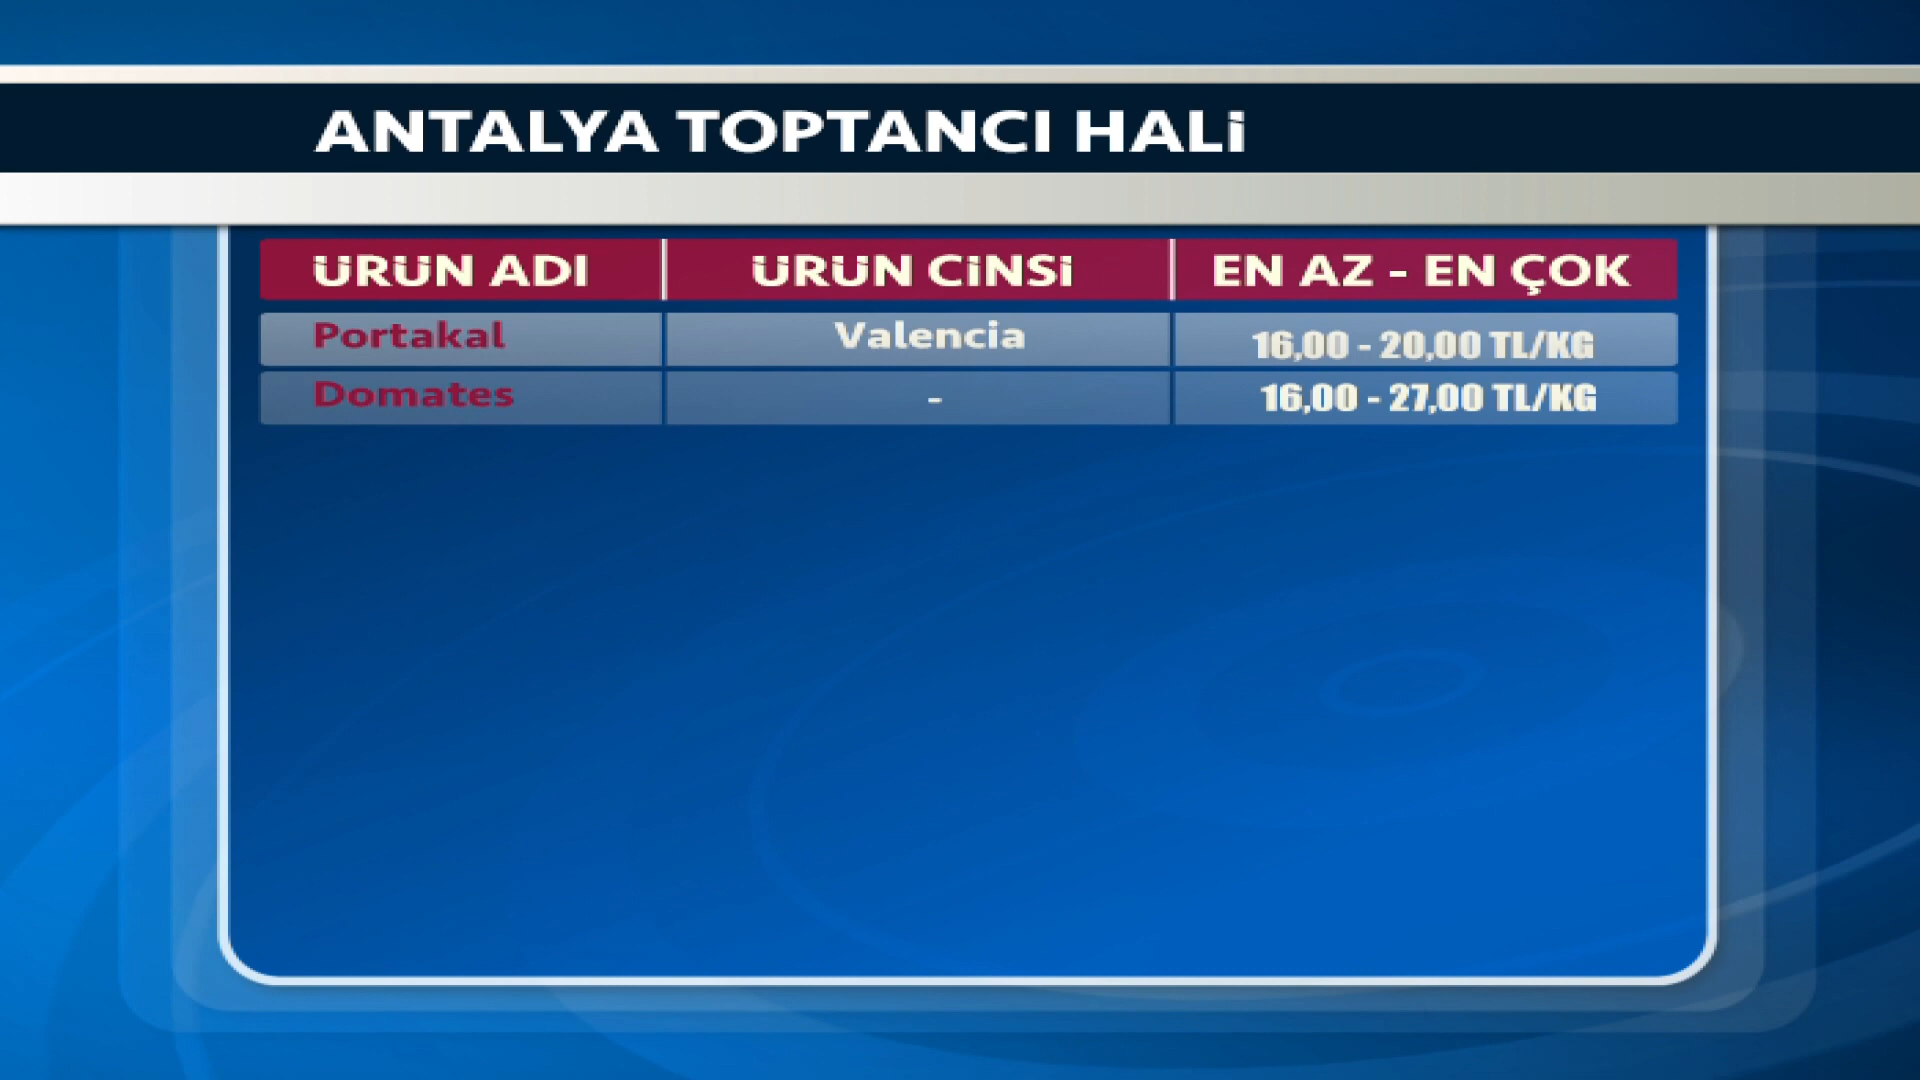 ANTALYA TOPTANCI HALİ
ÜRÜN ADI ÜRÜN CİNSİ EN AZ - EN ÇOK
Portakal Valencia 16,00 - 20,00 TL/KG
Domates - 16,00 - 27,00 TL/KG